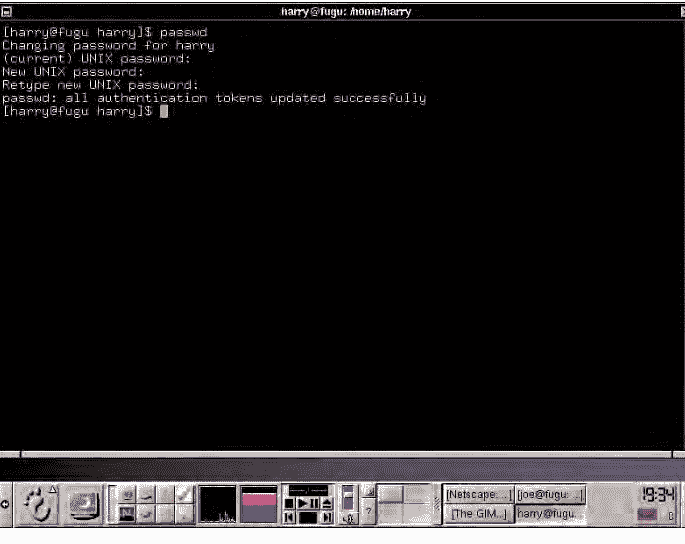 harry@fugu: /home/harry
[harry@fugu harry]$ passwd
Changing password for harry
(current) UNIX password:
New UNIX password:
Retype new UNIX password:
passwd: all authentication tokens updated successfully
[harry@fugu harry]$
[Netscape: ...] [joe@fugu: ...]
[The GIM...] harry@fugu:
19:34
?
0